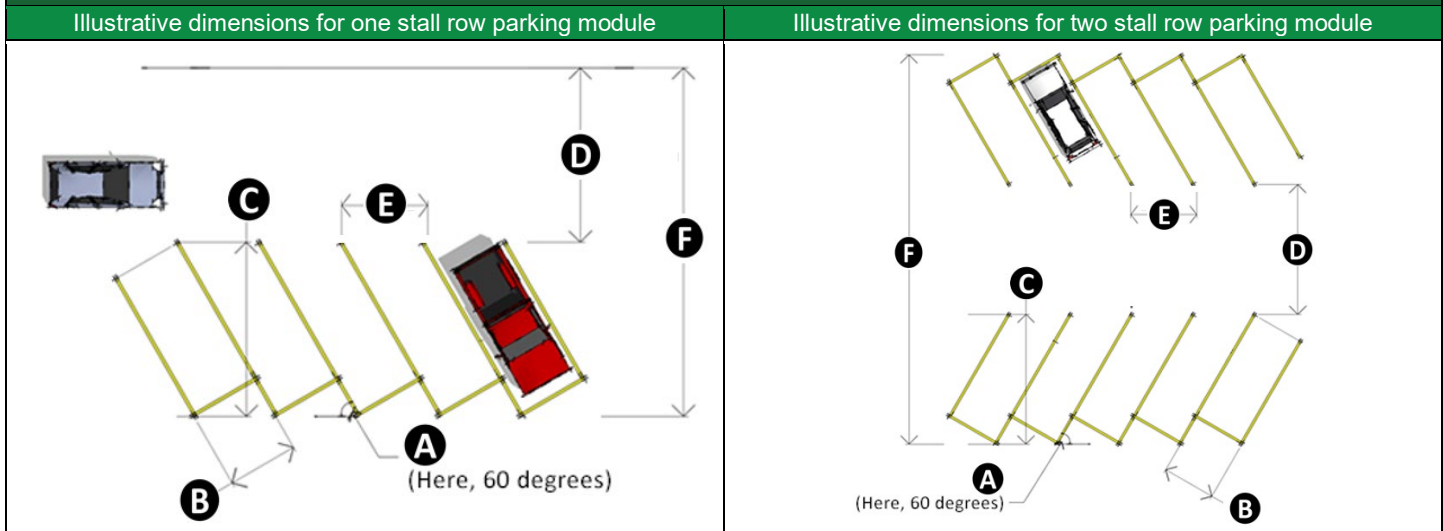 Illustrative dimensions for one stall row parking module
Illustrative dimensions for two stall row parking module
D
C
E
F
A
(Here, 60 degrees)
B
E
F
D
C
A
(Here, 60 degrees)
B